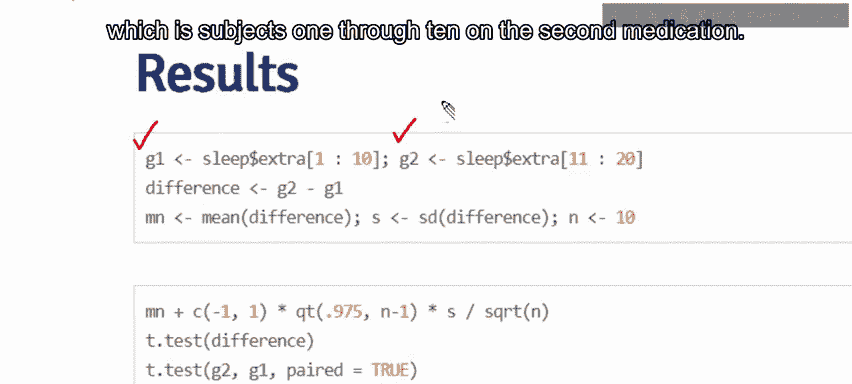 which is subjects one through ten on the second medication.
Results
g1 <- sleep$extra[1 : 10]; g2 <- sleep$extra[11 : 20]
difference <- g2 - g1
mn <- mean(difference); s <- sd(difference); n <- 10
mn + c(-1, 1) * qt(.975, n-1) * s / sqrt(n)
t.test(difference)
t.test(g2, g1, paired = TRUE)